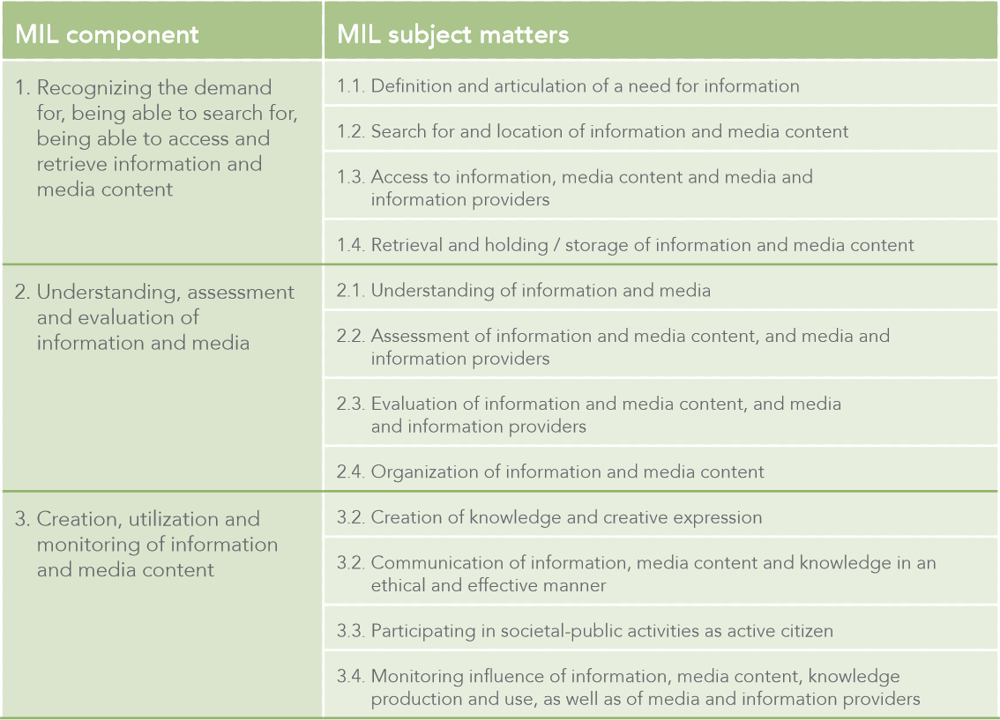 MIL component
MIL subject matters
1. Recognizing the demand
for, being able to search for,
being able to access and
retrieve information and
media content
1.1. Definition and articulation of a need for information
1.2. Search for and location of information and media content
1.3. Access to information, media content and media and
information providers
1.4. Retrieval and holding / storage of information and media content
2. Understanding, assessment
and evaluation of
information and media
2.1. Understanding of information and media
2.2. Assessment of information and media content, and media and
information providers
2.3. Evaluation of information and media content, and media
and information providers
2.4. Organization of information and media content
3. Creation, utilization and
monitoring of information
and media content
3.2. Creation of knowledge and creative expression
3.2. Communication of information, media content and knowledge in an
ethical and effective manner
3.3. Participating in societal-public activities as active citizen
3.4. Monitoring influence of information, media content, knowledge
production and use, as well as of media and information providers